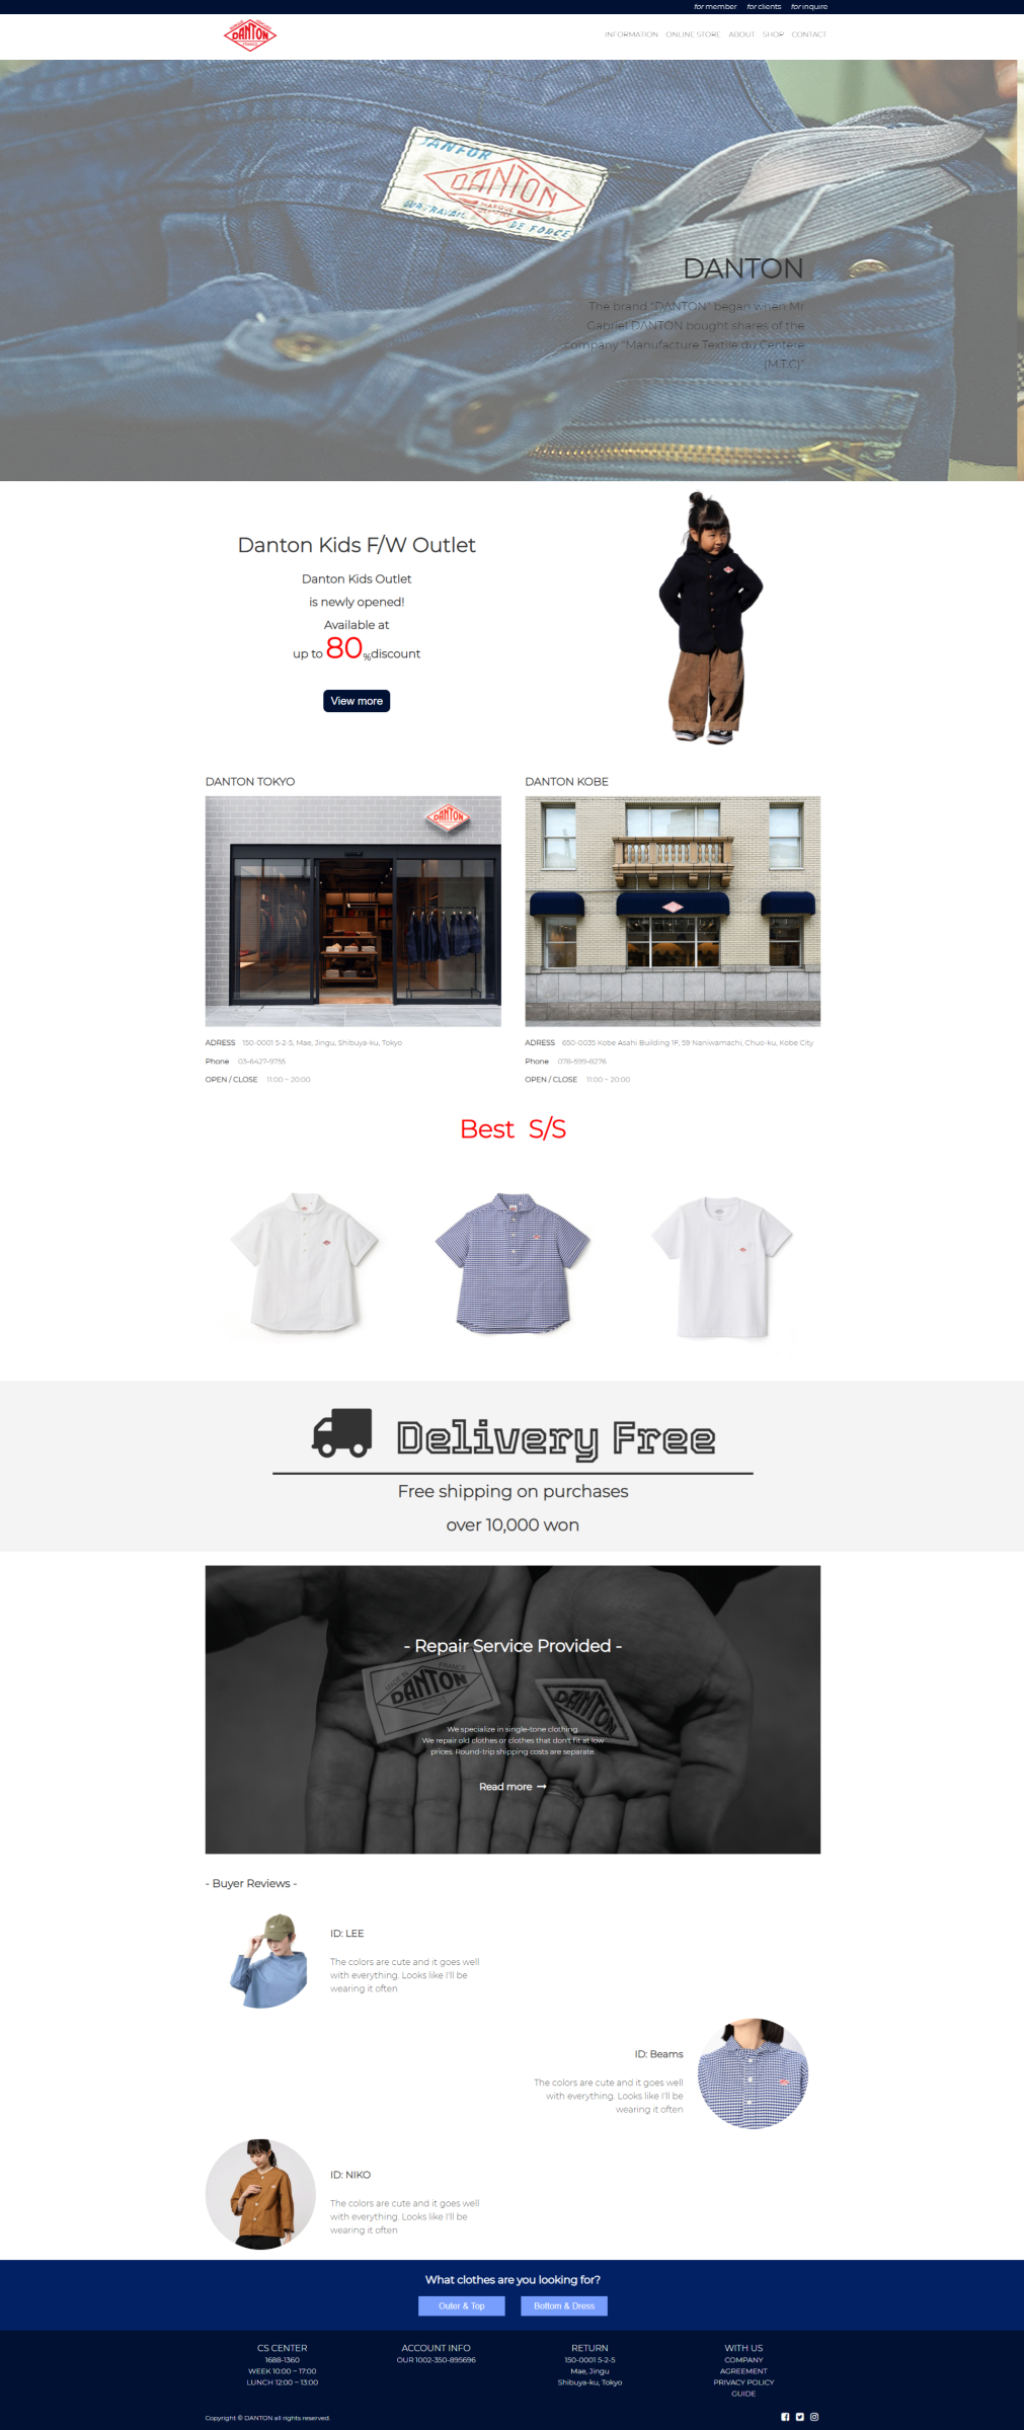 for member for clients for inquire
DANTON
INFORMATION ONLINE STORE ABOUT SHOP CONTACT
SANFOR
DANTON
DE FORCE
DANTON
The brand "DANTON" began when Mr
Gabriel DANTON bought shares of the
company "Manufacture Textile du Centere
(M.T.C)"
Danton Kids F/W Outlet
Danton Kids Outlet
is newly opened!
Available at
up to 80%discount
View more
DANTON TOKYO
DANTON KOBE
DANTON
ADRESS 150-0001 5-2-5, Mae, Jingu, Shibuya-ku, Tokyo
Phone 03-6427-9755
OPEN / CLOSE 11:00 ~ 20:00
ADRESS 650-0035 Kobe Asahi Building 1F, 59 Naniwamachi, Chuo-ku, Kobe City
Phone 078-599-8276
OPEN / CLOSE 11:00 ~ 20:00
Best S/S
Delivery Free
Free shipping on purchases
over 10,000 won
- Repair Service Provided -
MADE IN FRANCE
DANTON
DANTON
We specialize in single-tone clothing.
We repair old clothes or clothes that don't fit at low
prices. Round-trip shipping costs are separate.
Read more →
- Buyer Reviews -
ID: LEE
The colors are cute and it goes well
with everything. Looks like I'll be
wearing it often
ID: Beams
The colors are cute and it goes well
with everything. Looks like I'll be
wearing it often
ID: NIKO
The colors are cute and it goes well
with everything. Looks like I'll be
wearing it often
What clothes are you looking for?
Outer & Top
Bottom & Dress
CS CENTER
1688-1360
WEEK 10:00 ~ 17:00
LUNCH 12:00 ~ 13:00
ACCOUNT INFO
OUR 1002-350-895696
RETURN
150-0001 5-2-5
Mae, Jingu
Shibuya-ku, Tokyo
WITH US
COMPANY
AGREEMENT
PRIVACY POLICY
GUIDE
Copyright © DANTON all rights reserved.